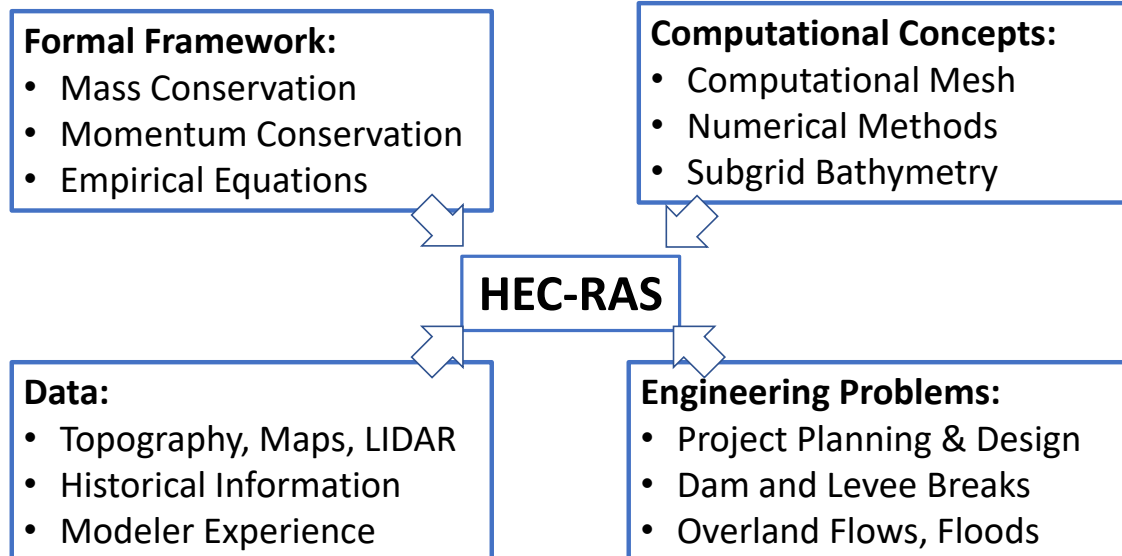 Formal Framework:
• Mass Conservation
• Momentum Conservation
• Empirical Equations
Computational Concepts:
• Computational Mesh
• Numerical Methods
• Subgrid Bathymetry
HEC-RAS
Data:
• Topography, Maps, LIDAR
• Historical Information
• Modeler Experience
Engineering Problems:
• Project Planning & Design
• Dam and Levee Breaks
• Overland Flows, Floods